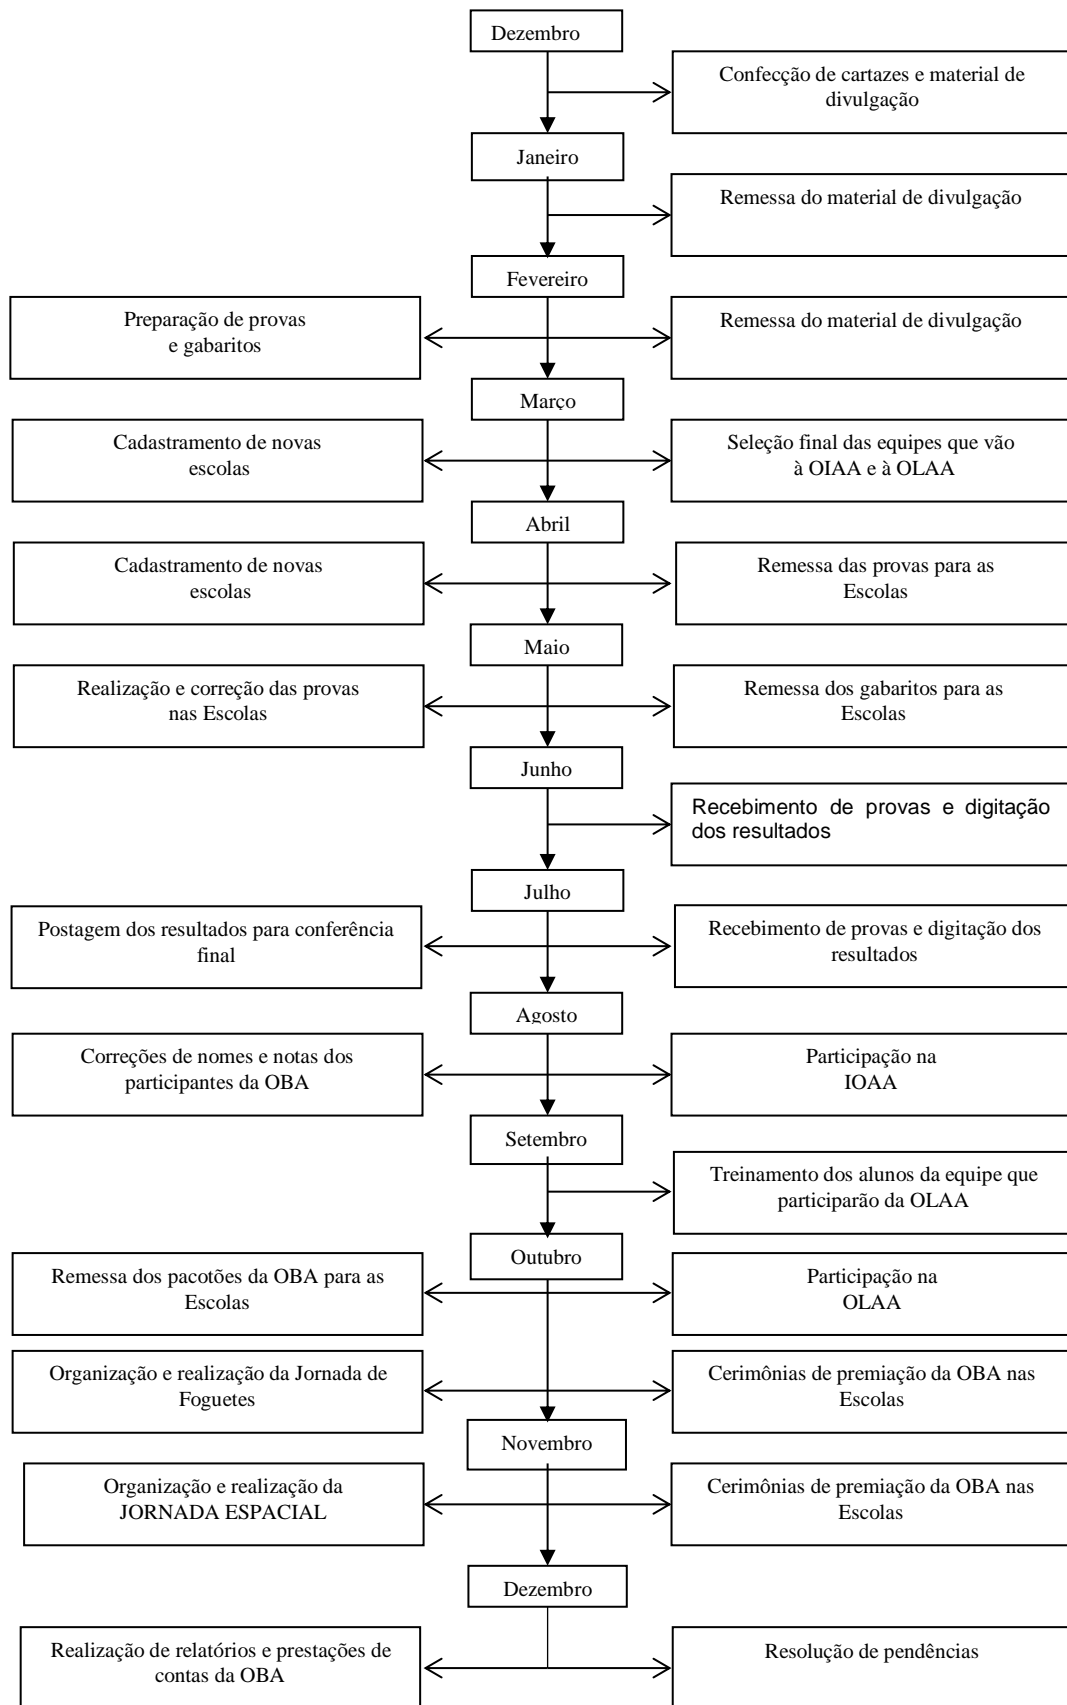 Dezembro
Confecção de cartazes e material de
divulgação
Janeiro
Remessa do material de divulgação
Fevereiro
Preparação de provas
e gabaritos
Remessa do material de divulgação
Março
Cadastramento de novas
escolas
Seleção final das equipes que vão
à OIAA e à OLAA
Abril
Cadastramento de novas
escolas
Remessa das provas para as
Escolas
Maio
Realização e correção das provas
nas Escolas
Remessa dos gabaritos para as
Escolas
Junho
Recebimento de provas e digitação
dos resultados
Julho
Postagem dos resultados para conferência
final
Recebimento de provas e digitação dos
resultados
Agosto
Correções de nomes e notas dos
participantes da OBA
Participação na
IOAA
Setembro
Treinamento dos alunos da equipe que
participarão da OLAA
Outubro
Remessa dos pacotões da OBA para as
Escolas
Participação na
OLAA
Organização e realização da Jornada de
Foguetes
Cerimônias de premiação da OBA nas
Escolas
Novembro
Organização e realização da
JORNADA ESPACIAL
Cerimônias de premiação da OBA nas
Escolas
Dezembro
Realização de relatórios e prestações de
contas da OBA
Resolução de pendências